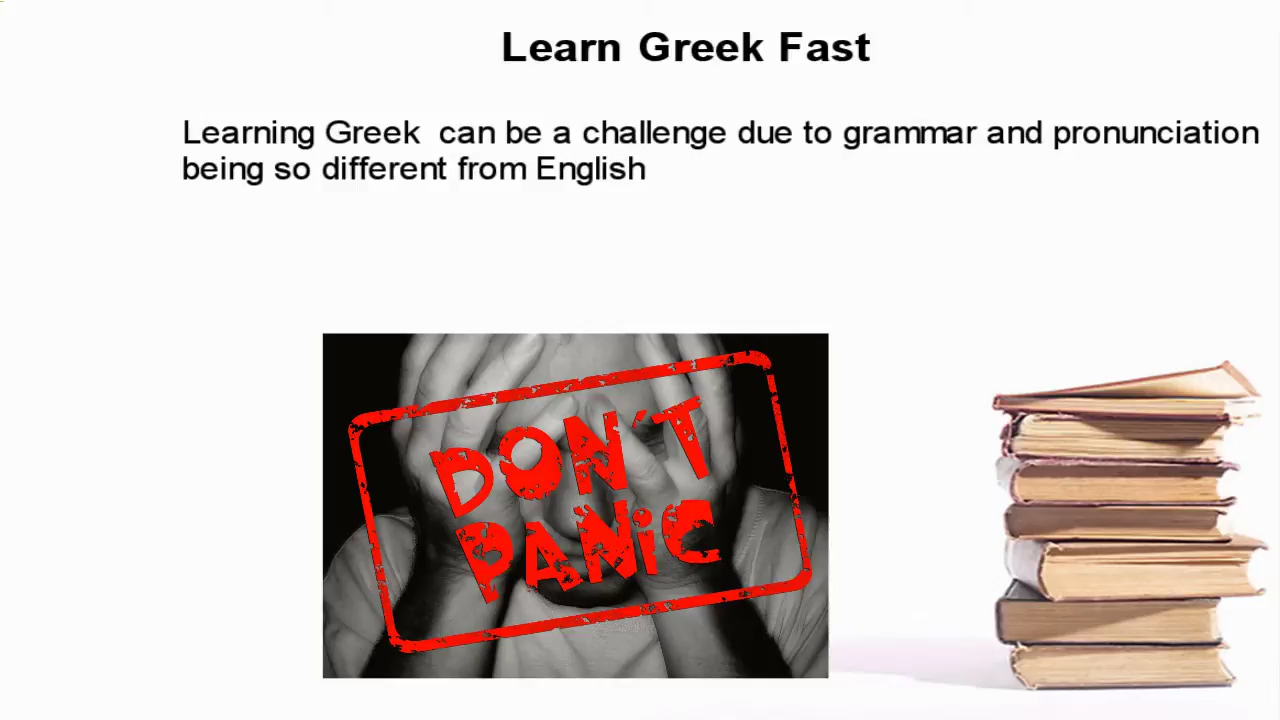 Learn Greek Fast
Learning Greek can be a challenge due to grammar and pronunciation
being so different from English
DON'T
PANiC